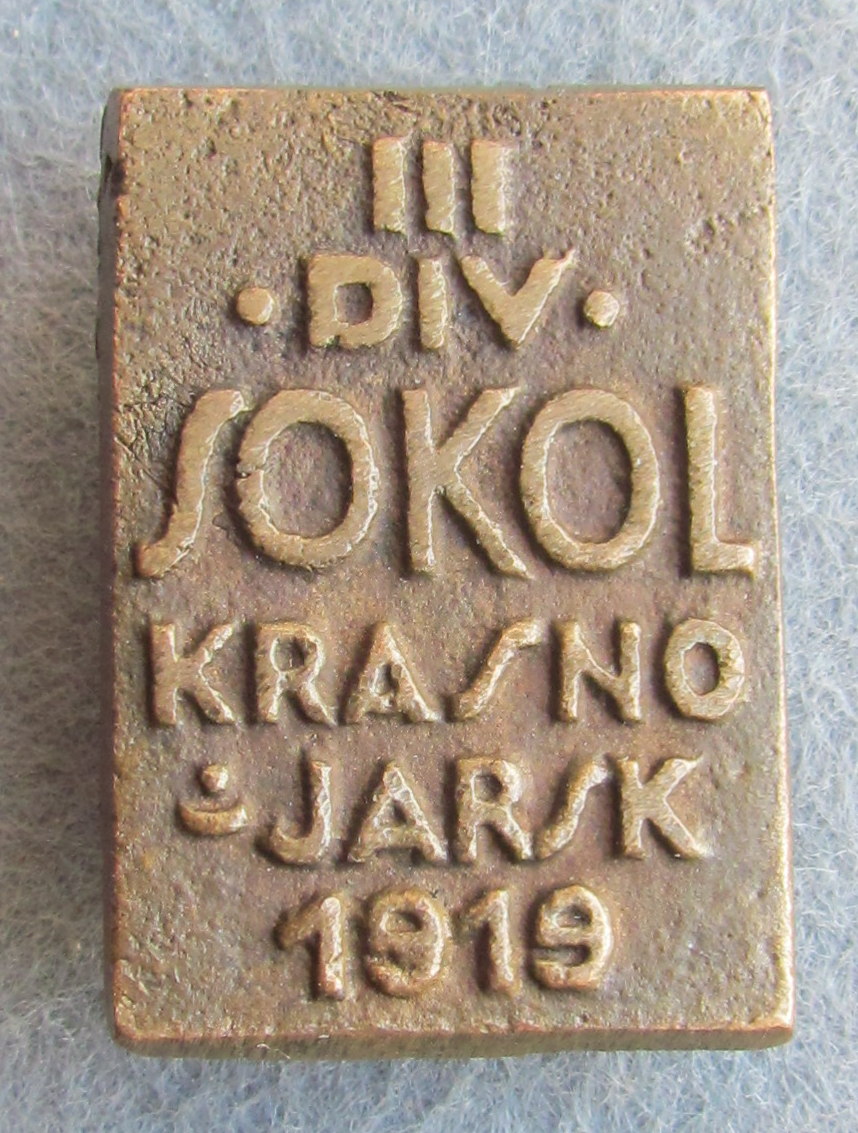 III
·DIV·
SOKOL
KRASNO
JARSK
1919